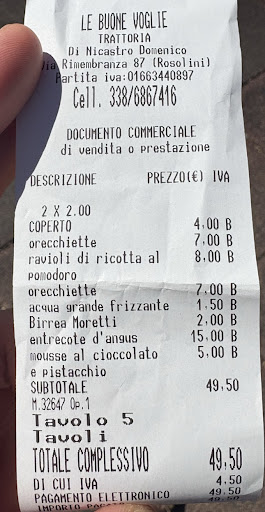 LE BUONE VOGLIE
TRATTORIA
Di Nicastro Domenico
Via Rimembranza 87 (Rosolini)
Partita iva:01663440897
Cell. 338/6867416
DOCUMENTO COMMERCIALE
di vendita o prestazione
DESCRIZIONE PREZZO(€) IVA
2 X 2.00
COPERTO 4,00 B
orecchiette 7,00 B
ravioli di ricotta al 8,00 B
pomodoro
orecchiette 7,00 B
acqua grande frizzante 1,50 B
Birrea Moretti 2,00 B
entrecote d'angus 15,00 B
mousse al cioccolato 5,00 B
e pistacchio
SUBTOTALE 49,50
M.32647 Op.1
Tavolo 5
Tavoli
TOTALE COMPLESSIVO 49,50
DI CUI IVA 4,50
PAGAMENTO ELETTRONICO 49,50
IMPORTO PAGATO 49,50